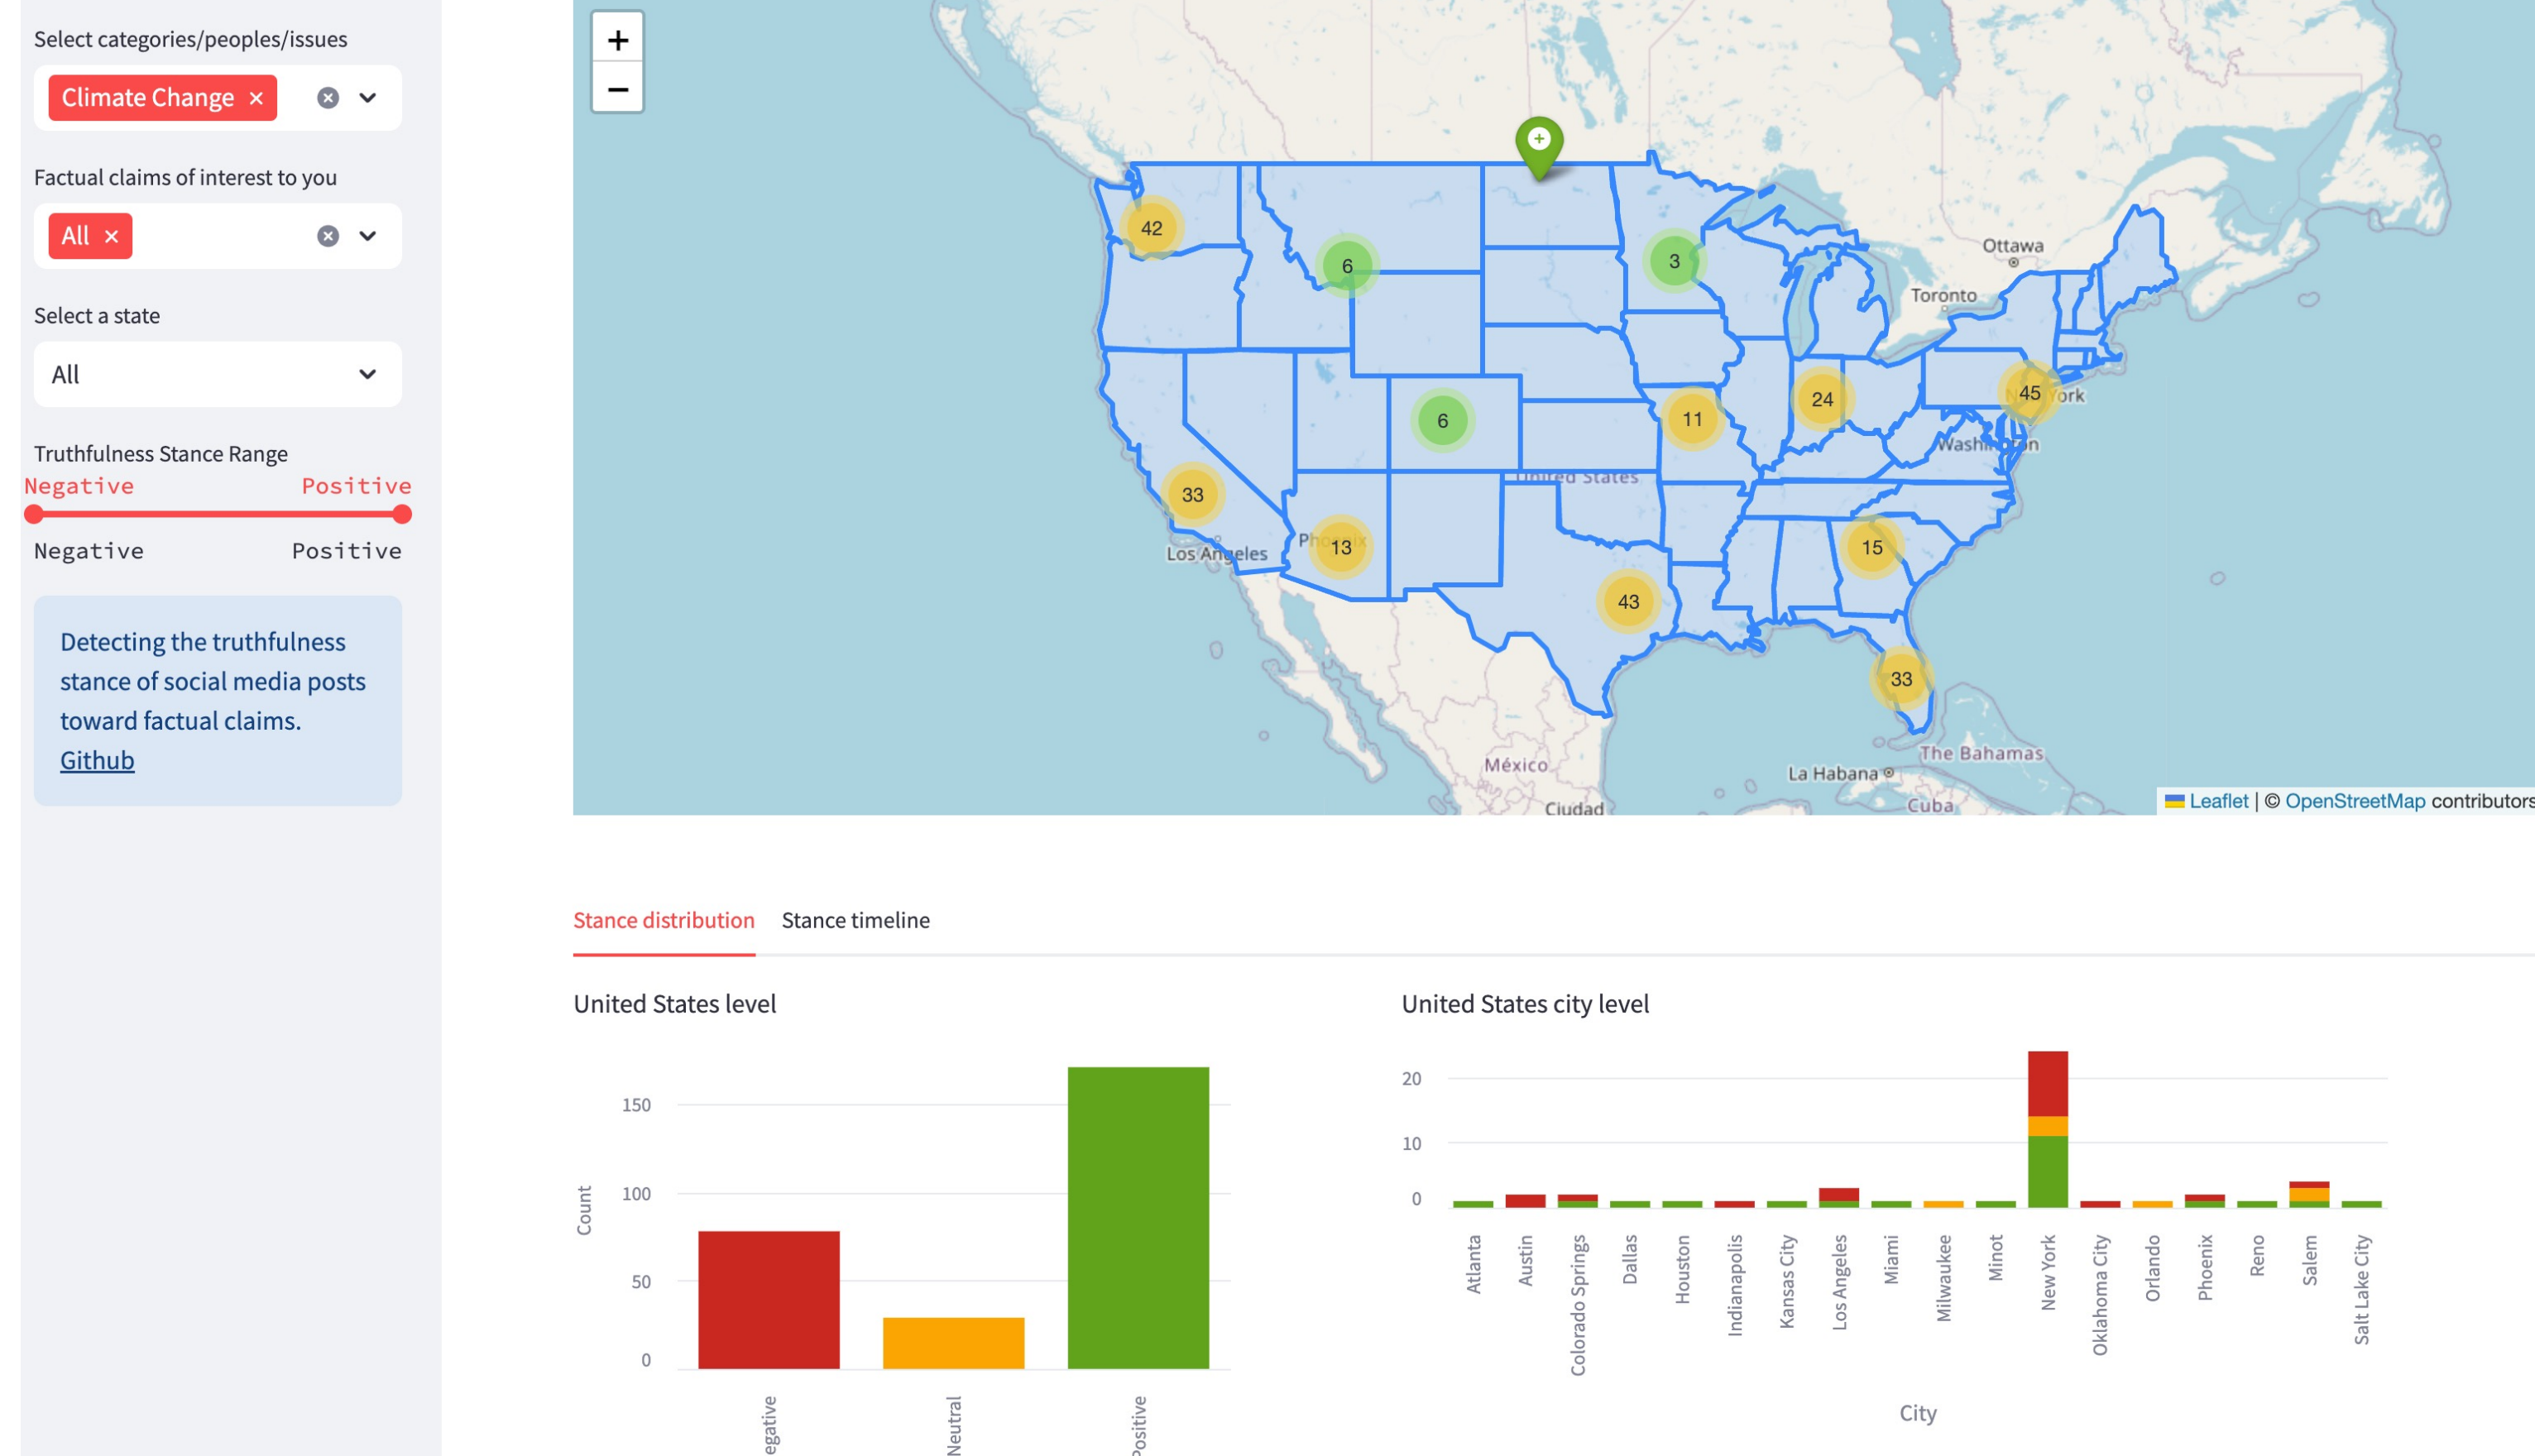 Select categories/peoples/issues
Climate Change ×
Factual claims of interest to you
All ×
Select a state
All
Truthfulness Stance Range
Negative Positive
Negative Positive
Detecting the truthfulness
stance of social media posts
toward factual claims.
Github
+
−
42
6
3
Ottawa
Toronto
45
24
11
6
Washington
United States
33
13
Los Angeles
15
43
33
The Bahamas
México
La Habana
Cuba
Ciudad
Leaflet | © OpenStreetMap contributors
Stance distribution Stance timeline
United States level
150
100
50
0
Count
egative
Neutral
Positive
United States city level
20
10
0
Atlanta
Austin
Colorado Springs
Dallas
Houston
Indianapolis
Kansas City
Los Angeles
Miami
Milwaukee
Minot
New York
Oklahoma City
Orlando
Phoenix
Reno
Salem
Salt Lake City
City